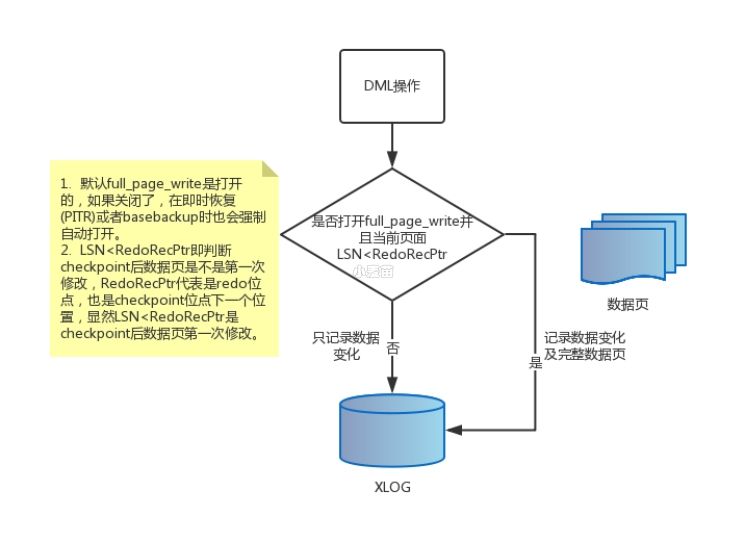 DML操作
1. 默认full_page_write是打开
的，如果关闭了，在即时恢复
(PITR)或者basebackup时也会强制
自动打开。
2. LSN<RedoRecPtr即判断
checkpoint后数据页是不是第一次
修改，RedoRecPtr代表是redo位
点，也是checkpoint位点下一个位
置，显然LSN<RedoRecPtr是
checkpoint后数据页第一次修改。
是否打开full_page_write并
且当前页面
LSN<RedoRecPtr
数据页
只记录数据
变化
否
记录数据变化
及完整数据页
是
XLOG